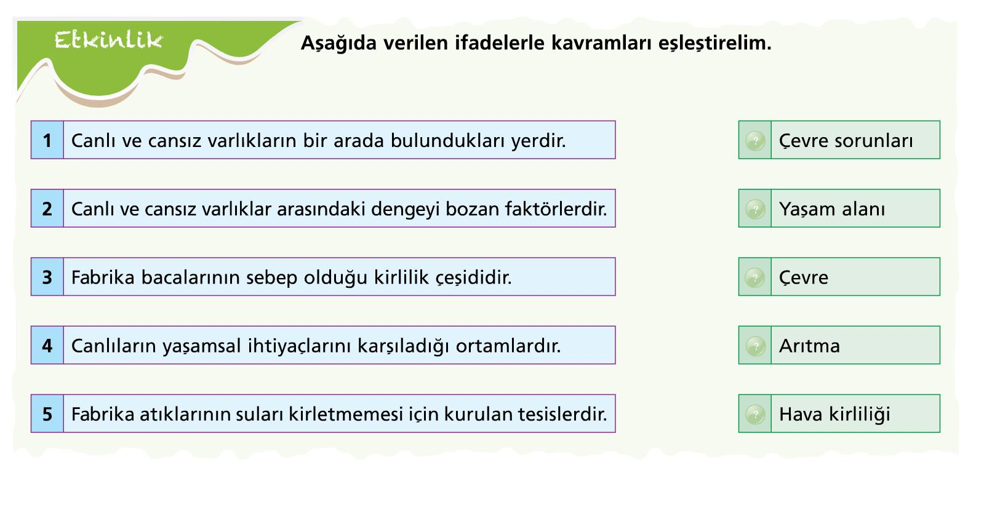 Etkinlik
Aşağıda verilen ifadelerle kavramları eşleştirelim.
1 Canlı ve cansız varlıkların bir arada bulundukları yerdir.
? Çevre sorunları
2 Canlı ve cansız varlıklar arasındaki dengeyi bozan faktörlerdir.
? Yaşam alanı
3 Fabrika bacalarının sebep olduğu kirlilik çeşididir.
? Çevre
4 Canlıların yaşamsal ihtiyaçlarını karşıladığı ortamlardır.
? Arıtma
5 Fabrika atıklarının suları kirletmemesi için kurulan tesislerdir.
? Hava kirliliği